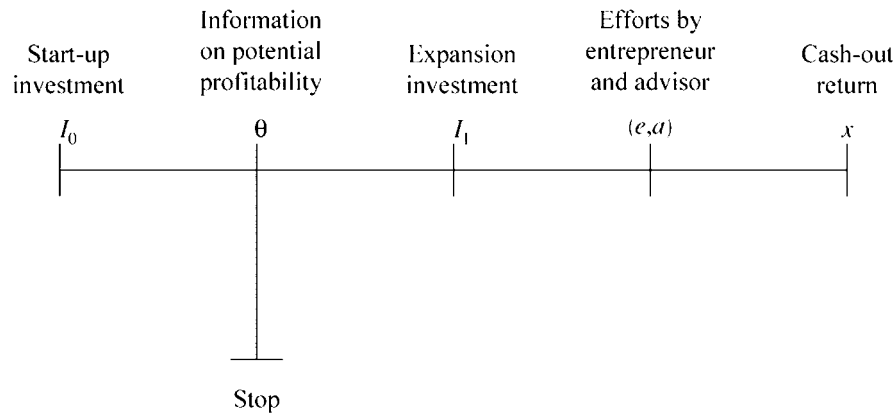 Start-up
investment
Information
on potential
profitability
Expansion
investment
Efforts by
entrepreneur
and advisor
Cash-out
return
I₀
θ
I₁
(e,a)
x
Stop